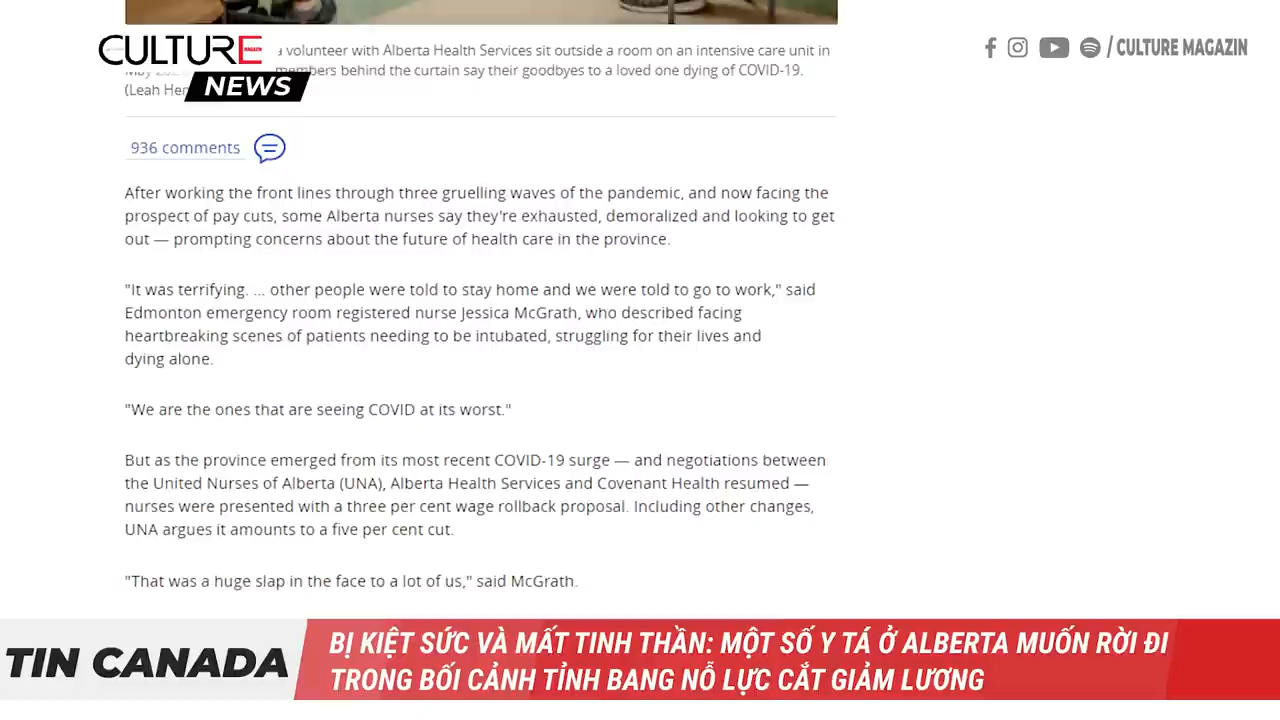 CULTURE
MAGAZIN
NEWS
/ CULTURE MAGAZIN
a volunteer with Alberta Health Services sit outside a room on an intensive care unit in
members behind the curtain say their goodbyes to a loved one dying of COVID-19.
(Leah
936 comments
After working the front lines through three gruelling waves of the pandemic, and now facing the
prospect of pay cuts, some Alberta nurses say they're exhausted, demoralized and looking to get
out — prompting concerns about the future of health care in the province.
"It was terrifying. ... other people were told to stay home and we were told to go to work," said
Edmonton emergency room registered nurse Jessica McGrath, who described facing
heartbreaking scenes of patients needing to be intubated, struggling for their lives and
dying alone.
"We are the ones that are seeing COVID at its worst."
But as the province emerged from its most recent COVID-19 surge — and negotiations between
the United Nurses of Alberta (UNA), Alberta Health Services and Covenant Health resumed —
nurses were presented with a three per cent wage rollback proposal. Including other changes,
UNA argues it amounts to a five per cent cut.
"That was a huge slap in the face to a lot of us," said McGrath.
TIN CANADA
BỊ KIỆT SỨC VÀ MẤT TINH THẦN: MỘT SỐ Y TÁ Ở ALBERTA MUỐN RỜI ĐI
TRONG BỐI CẢNH TỈNH BANG NỖ LỰC CẮT GIẢM LƯƠNG